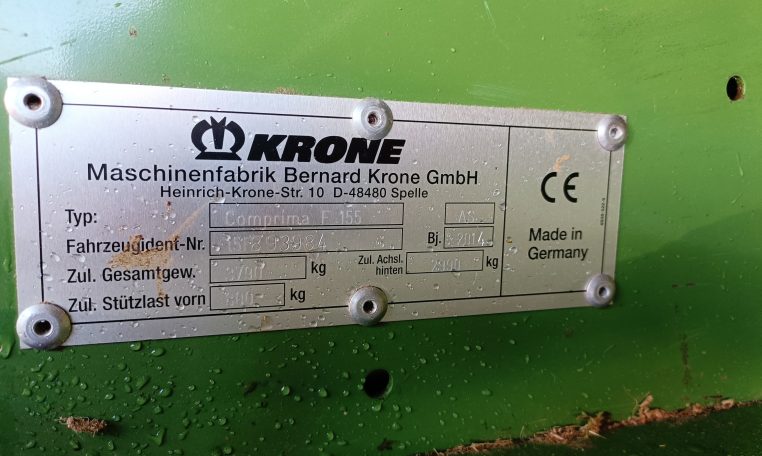 KRONE
Maschinenfabrik Bernard Krone GmbH
Heinrich-Krone-Str. 10 D-48480 Spelle
Typ: Comprima F 155
Fahrzeugident-Nr. Bj. 2014
Zul. Gesamtgew. kg Zul. Achsl. hinten kg
Zul. Stützlast vorn kg
CE
Made in
Germany